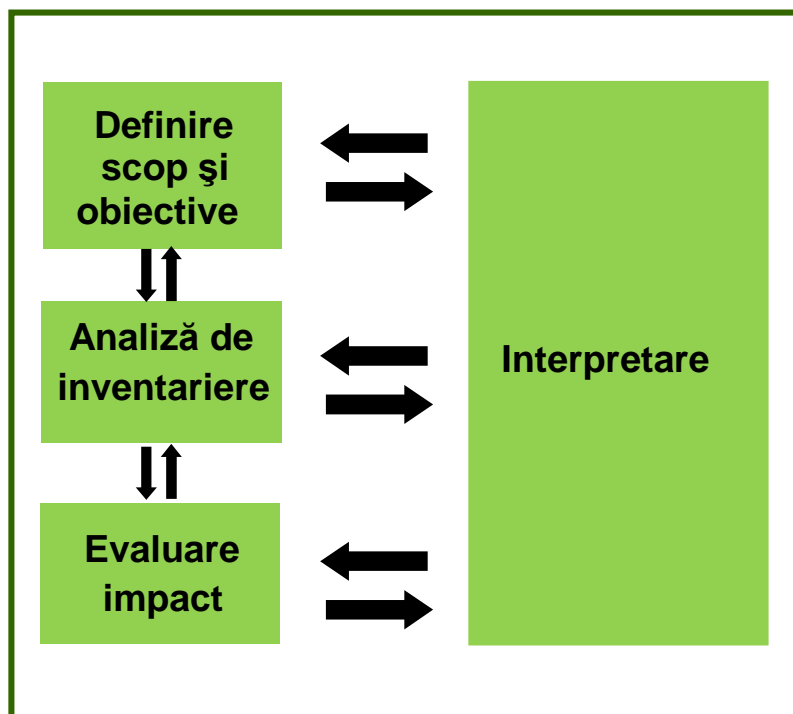 Definire
scop şi
obiective
Analiză de
inventariere
Evaluare
impact
Interpretare